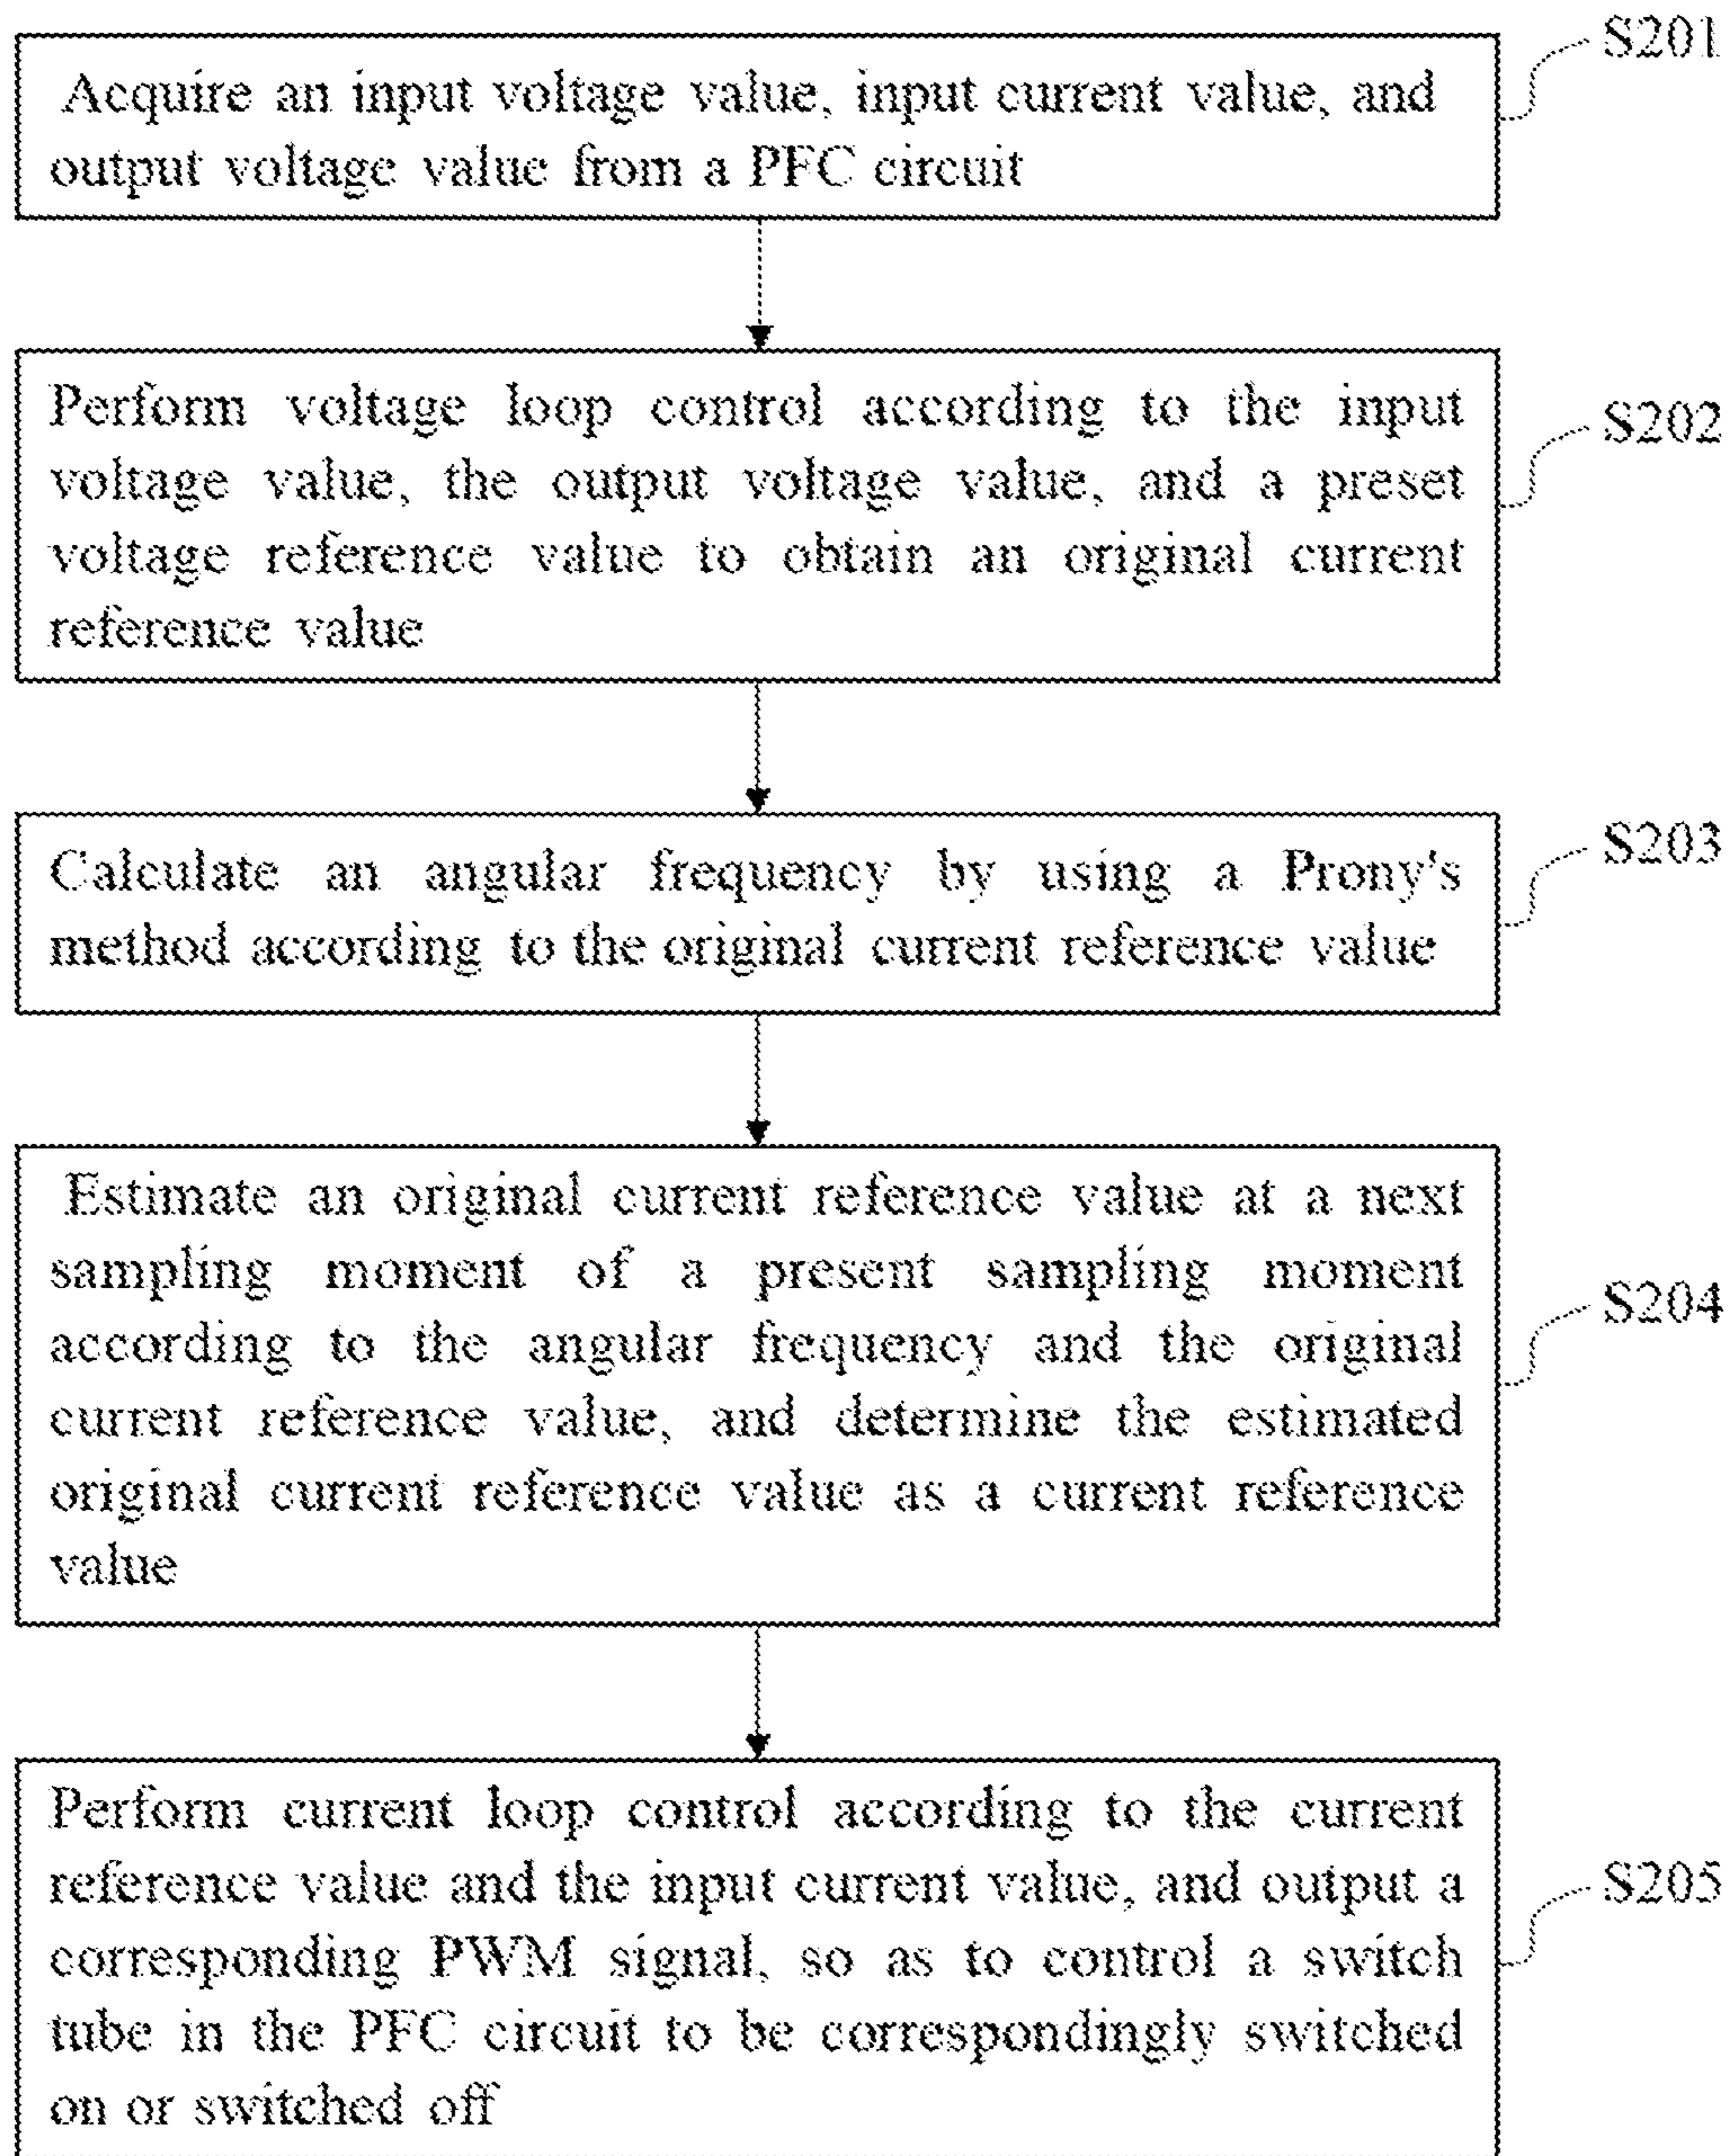 S201
Acquire an input voltage value, input current value, and
output voltage value from a PFC circuit
S202
Perform voltage loop control according to the input
voltage value, the output voltage value, and a preset
voltage reference value to obtain an original current
reference value
S203
Calculate an angular frequency by using a Prony's
method according to the original current reference value
S204
Estimate an original current reference value at a next
sampling moment of a present sampling moment
according to the angular frequency and the original
current reference value, and determine the estimated
original current reference value as a current reference
value
S205
Perform current loop control according to the current
reference value and the input current value, and output a
corresponding PWM signal, so as to control a switch
tube in the PFC circuit to be correspondingly switched
on or switched off